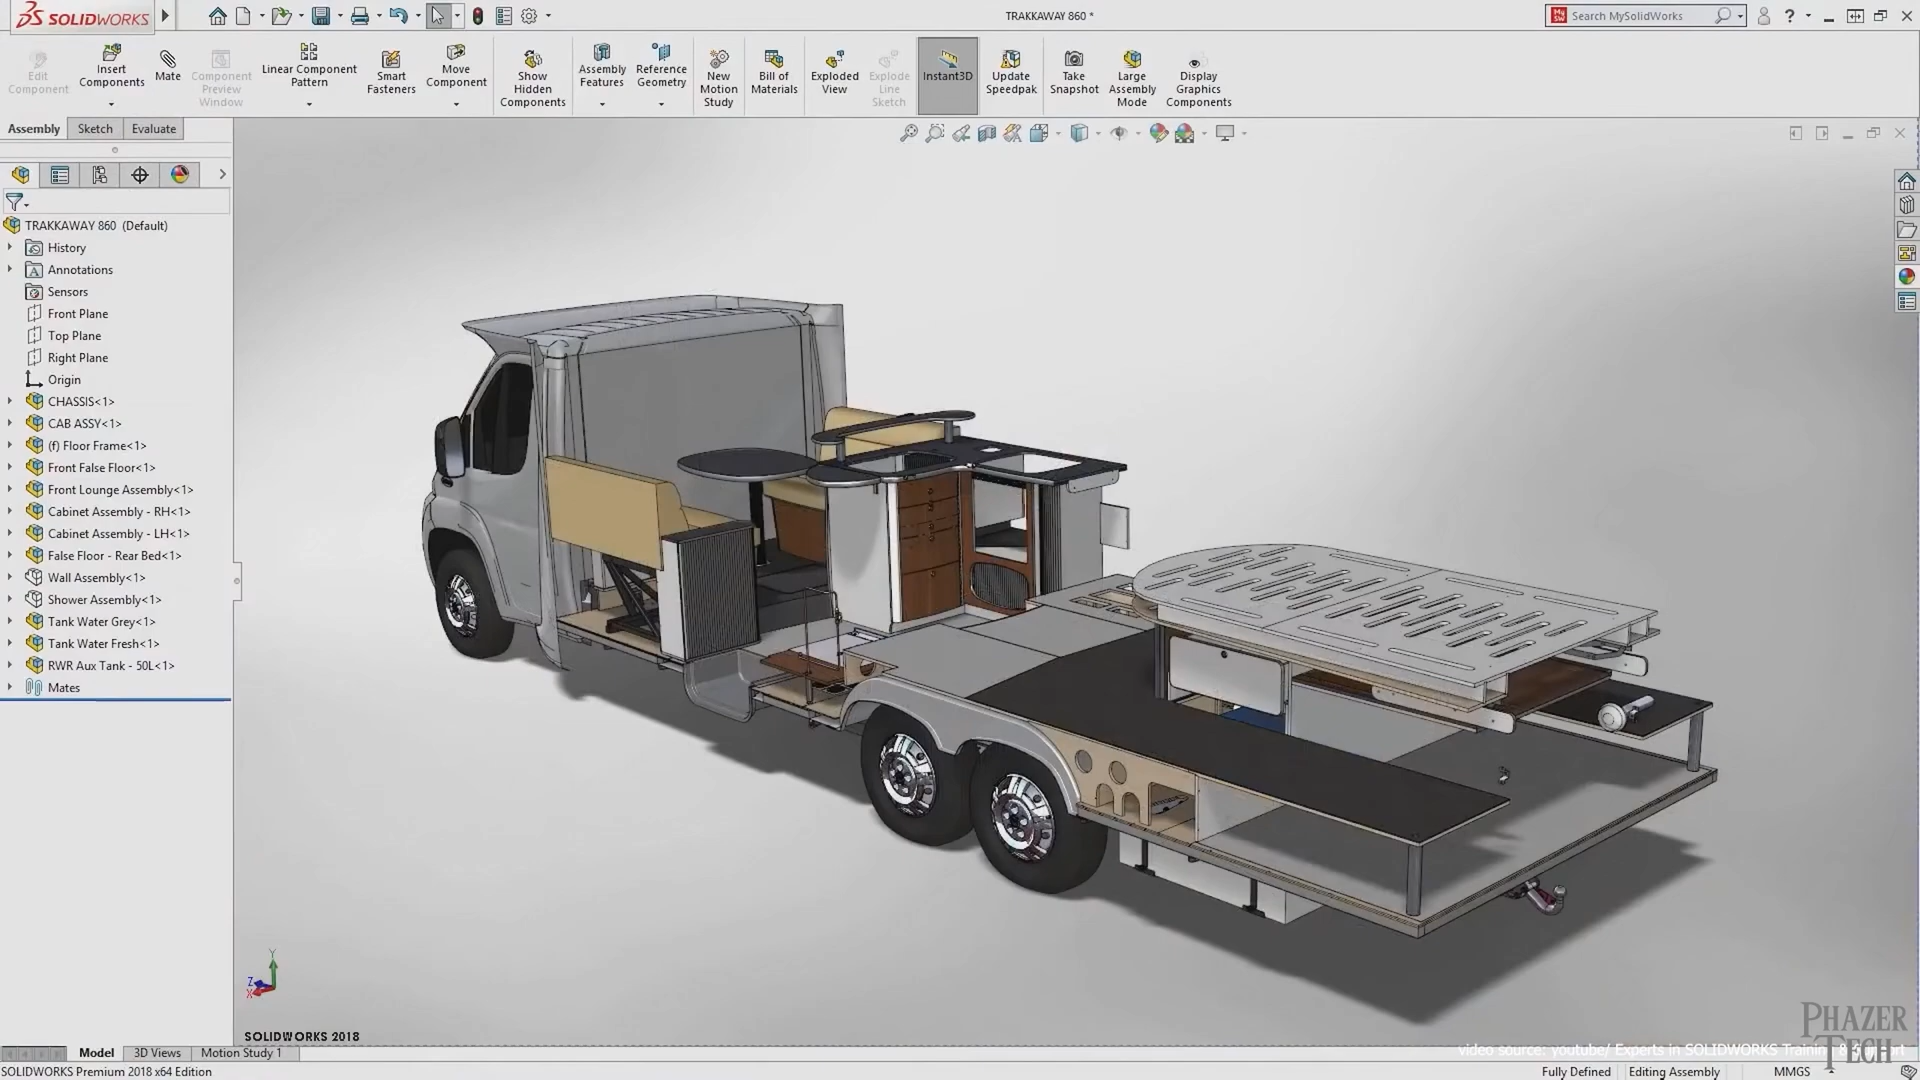 SOLIDWORKS
TRAKKAWAY 860 *
Search MySolidWorks
Edit Component
Insert Components
Mate
Component Preview Window
Linear Component Pattern
Smart Fasteners
Move Component
Show Hidden Components
Assembly Features
Reference Geometry
New Motion Study
Bill of Materials
Exploded View
Explode Line Sketch
Instant3D
Update Speedpak
Take Snapshot
Large Assembly Mode
Display Graphics Components
Assembly
Sketch
Evaluate
TRAKKAWAY 860 (Default)
History
Annotations
Sensors
Front Plane
Top Plane
Right Plane
Origin
CHASSIS<1>
CAB ASSY<1>
(f) Floor Frame<1>
Front False Floor<1>
Front Lounge Assembly<1>
Cabinet Assembly - RH<1>
Cabinet Assembly - LH<1>
False Floor - Rear Bed<1>
Wall Assembly<1>
Shower Assembly<1>
Tank Water Grey<1>
Tank Water Fresh<1>
RWR Aux Tank - 50L<1>
Mates
Y
Z
X
SOLIDWORKS 2018
PHAZER TECH
video source: youtube/ Experts in SOLIDWORKS
Model
3D Views
Motion Study 1
SOLIDWORKS Premium 2018 x64 Edition
Fully Defined
Editing Assembly
MMGS